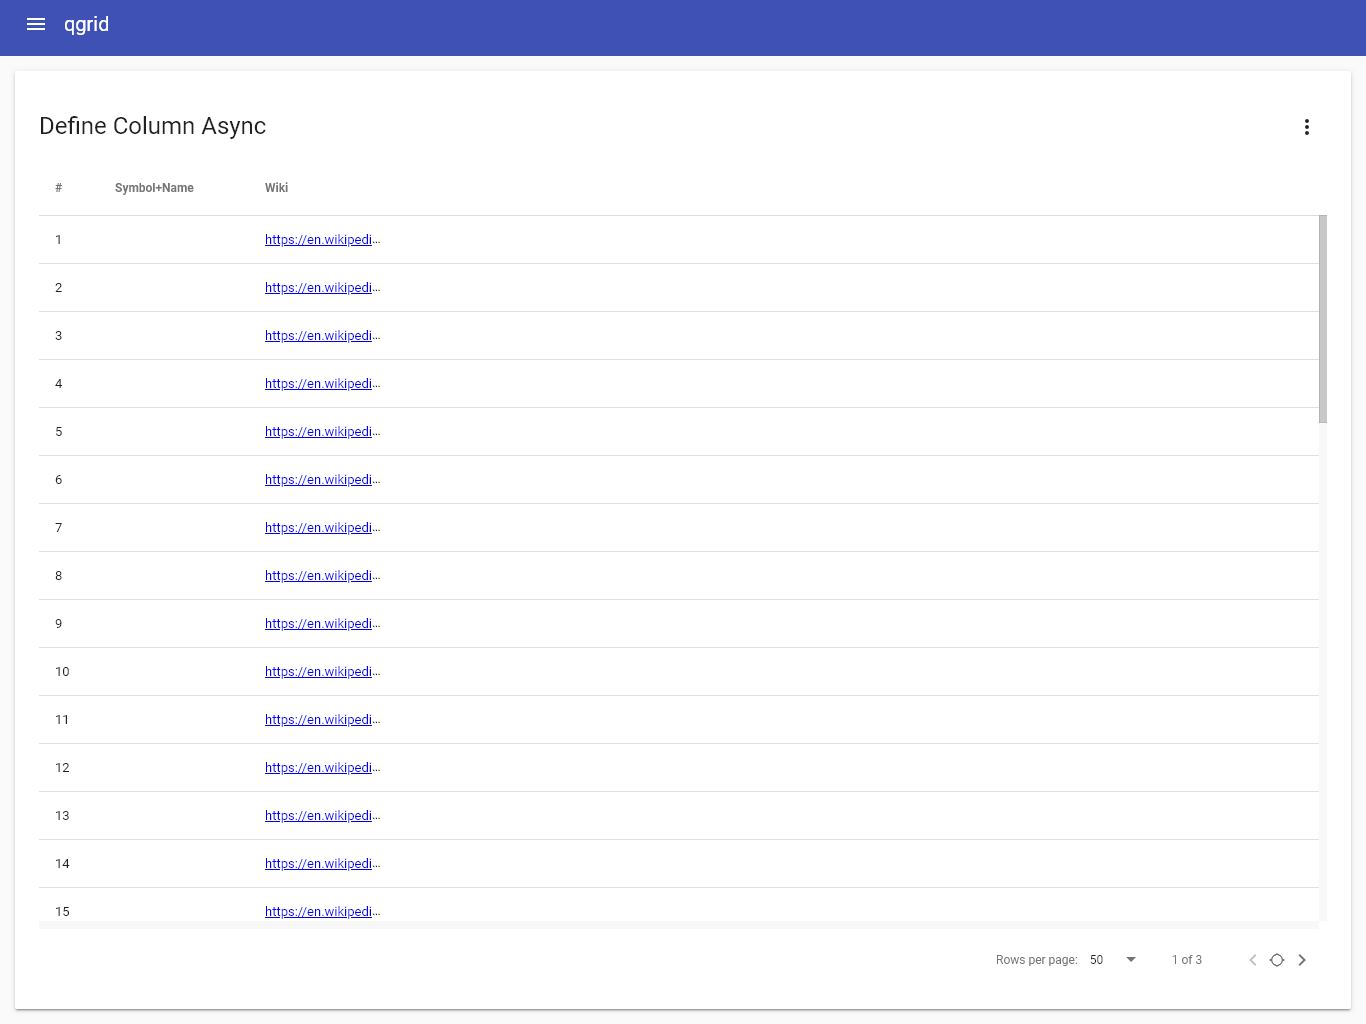 qgrid
Define Column Async
# Symbol+Name Wiki
1 https://en.wikipedi...
2 https://en.wikipedi...
3 https://en.wikipedi...
4 https://en.wikipedi...
5 https://en.wikipedi...
6 https://en.wikipedi...
7 https://en.wikipedi...
8 https://en.wikipedi...
9 https://en.wikipedi...
10 https://en.wikipedi...
11 https://en.wikipedi...
12 https://en.wikipedi...
13 https://en.wikipedi...
14 https://en.wikipedi...
15 https://en.wikipedi...
Rows per page: 50 1 of 3